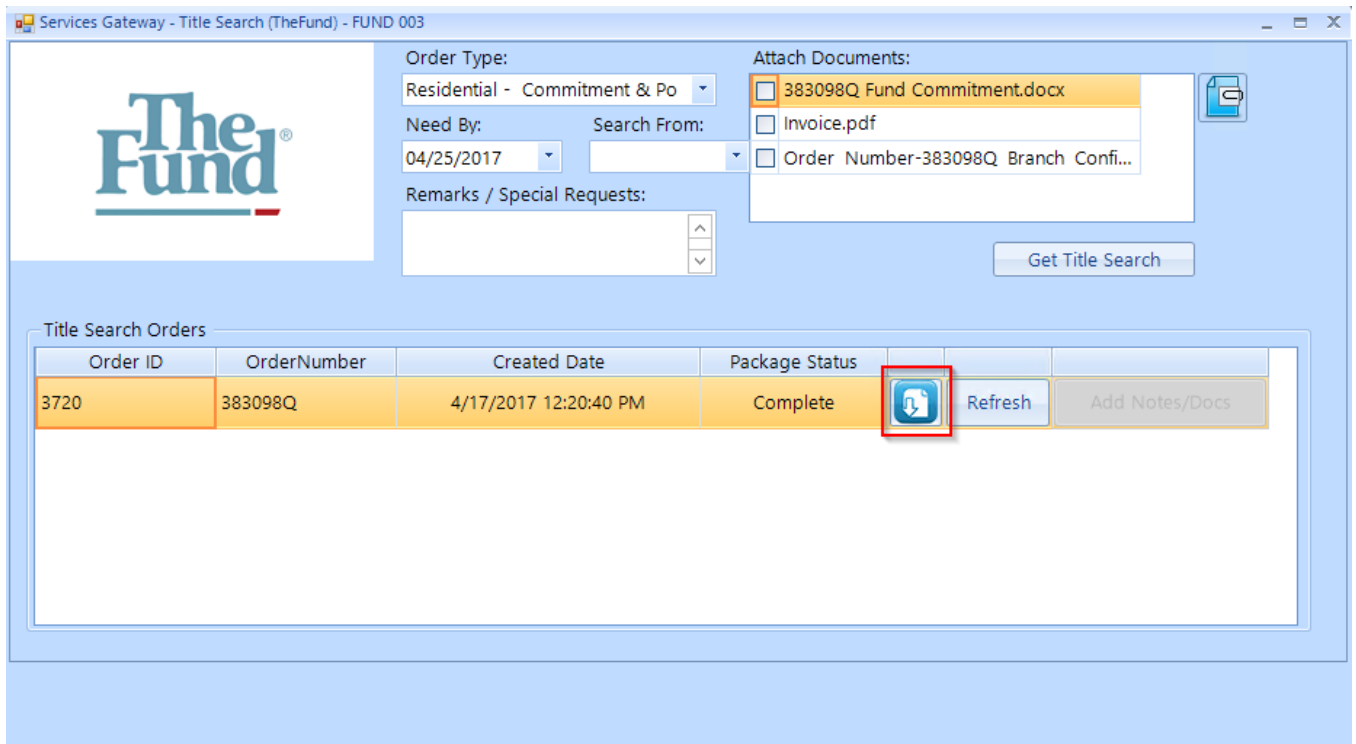 Services Gateway - Title Search (TheFund) - FUND 003
The Fund®
Order Type:
Residential - Commitment & Po
Need By: Search From:
04/25/2017
Remarks / Special Requests:
Attach Documents:
383098Q Fund Commitment.docx
Invoice.pdf
Order Number-383098Q Branch Confi...
Get Title Search
Title Search Orders
Order ID OrderNumber Created Date Package Status
3720 383098Q 4/17/2017 12:20:40 PM Complete Refresh Add Notes/Docs